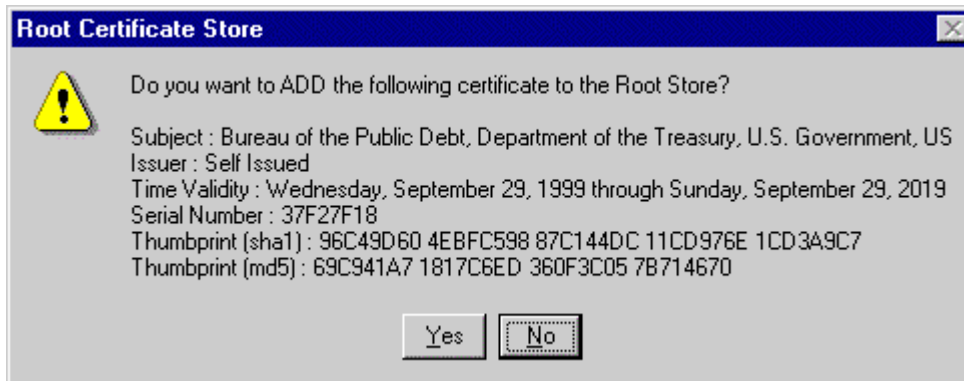 Root Certificate Store
Do you want to ADD the following certificate to the Root Store?
Subject : Bureau of the Public Debt, Department of the Treasury, U.S. Government, US
Issuer : Self Issued
Time Validity : Wednesday, September 29, 1999 through Sunday, September 29, 2019
Serial Number : 37F27F18
Thumbprint (sha1) : 96C49D60 4EBFC598 87C144DC 11CD976E 1CD3A9C7
Thumbprint (md5) : 69C941A7 1817C6ED 360F3C05 7B714670
Yes No